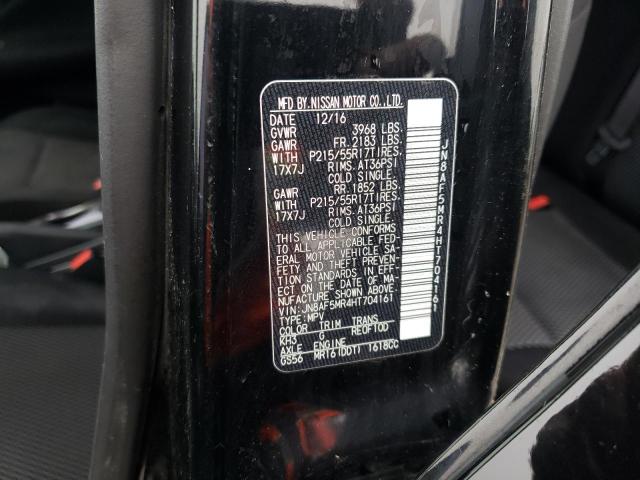 MFD BY.NISSAN MOTOR CO.,LTD.
DATE 12/16
GVWR 3968 LBS.
GAWR FR.2183 LBS.
WITH P215/55R17TIRES.
17X7J RIMS.AT36PSI
COLD SINGLE.
GAWR RR.1852 LBS.
WITH P215/55R17TIRES.
17X7J RIMS.AT36PSI
COLD SINGLE.
THIS VEHICLE CONFORMS
TO ALL APPLICABLE FED-
ERAL MOTOR VEHICLE SA-
FETY AND THEFT PREVEN-
TION STANDARDS IN EFF-
ECT ON THE DATE OF MA-
NUFACTURE SHOWN ABOVE.
VIN:JN8AF5MR4HT704161
TYPE:MPV
COLOR TRIM TRANS
KH3 G RE0F10D
AXLE ENGINE
GS56 MR16(DDT) 1618CC
JN8AF5MR4HT704161